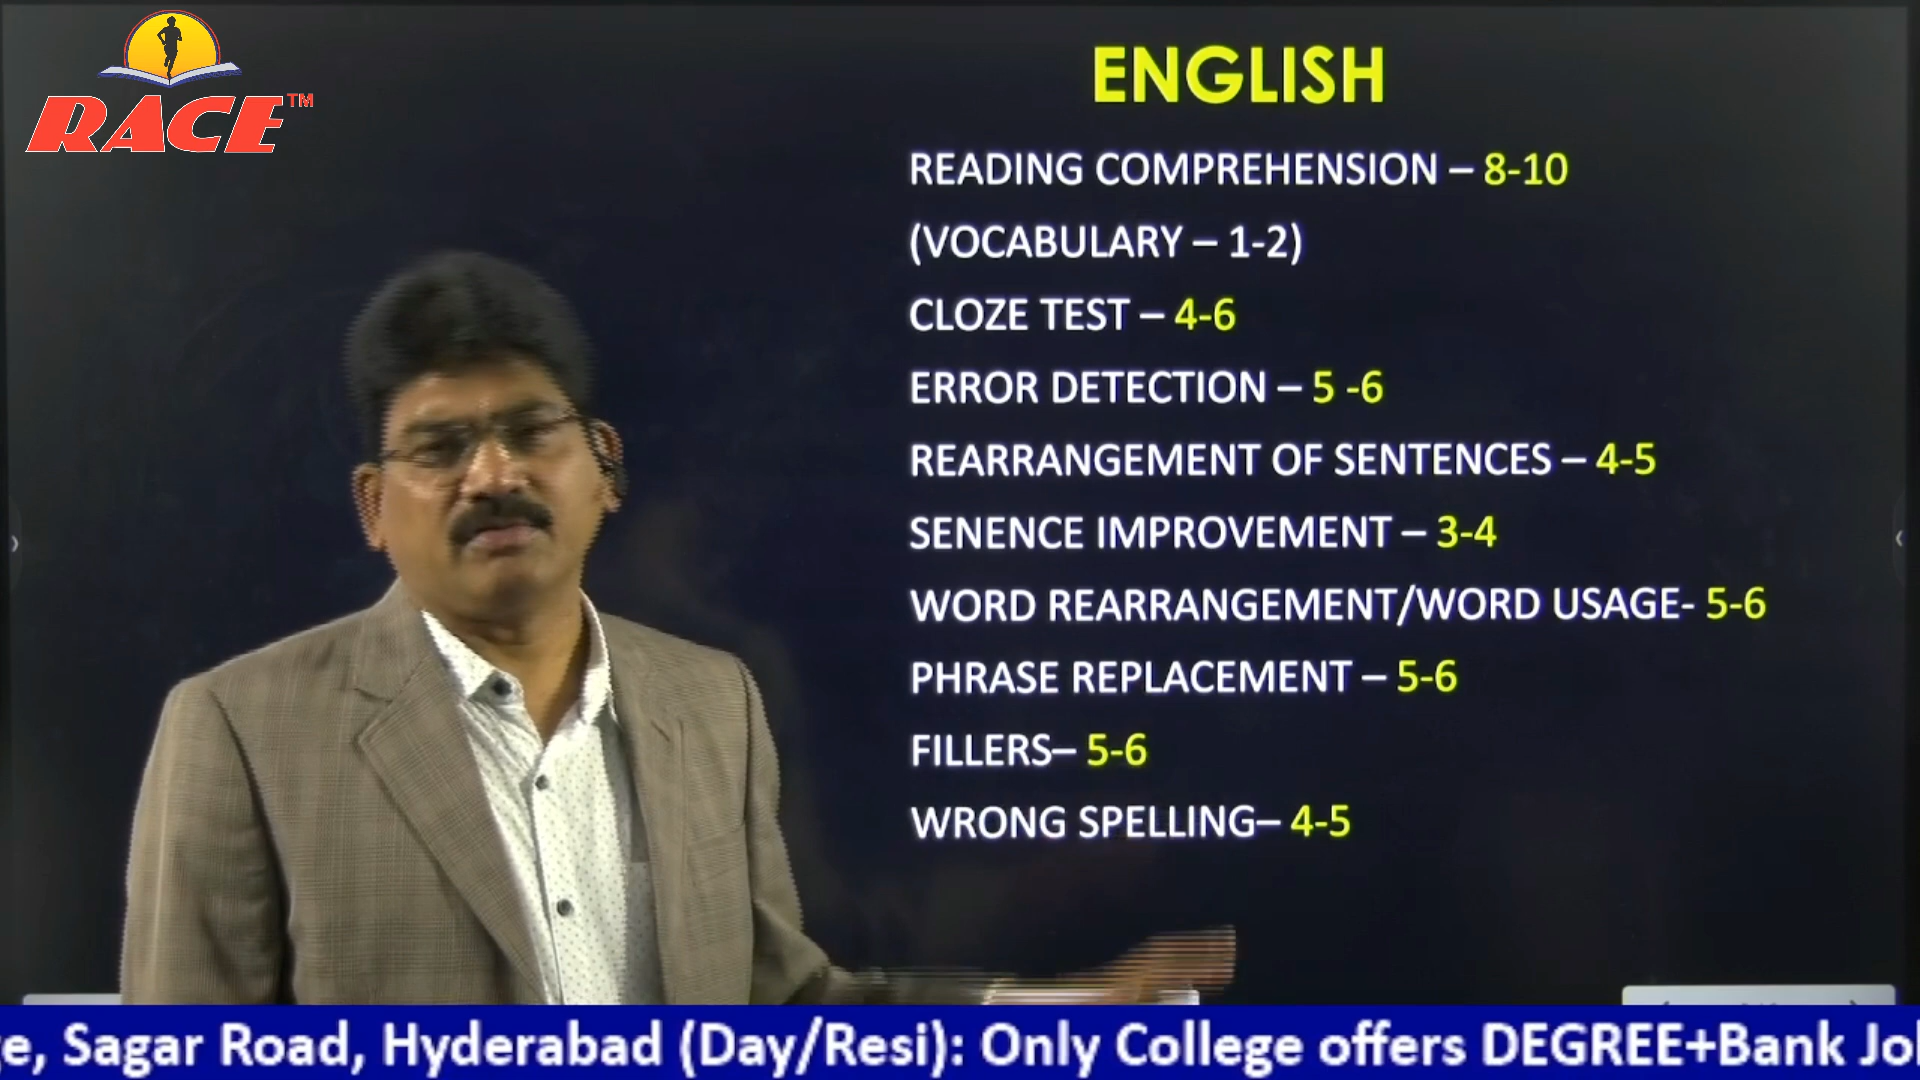 RACE™
ENGLISH
READING COMPREHENSION – 8-10
(VOCABULARY – 1-2)
CLOZE TEST – 4-6
ERROR DETECTION – 5 -6
REARRANGEMENT OF SENTENCES – 4-5
SENENCE IMPROVEMENT – 3-4
WORD REARRANGEMENT/WORD USAGE- 5-6
PHRASE REPLACEMENT – 5-6
FILLERS– 5-6
WRONG SPELLING– 4-5
Sagar Road, Hyderabad (Day/Resi): Only College offers DEGREE+Bank